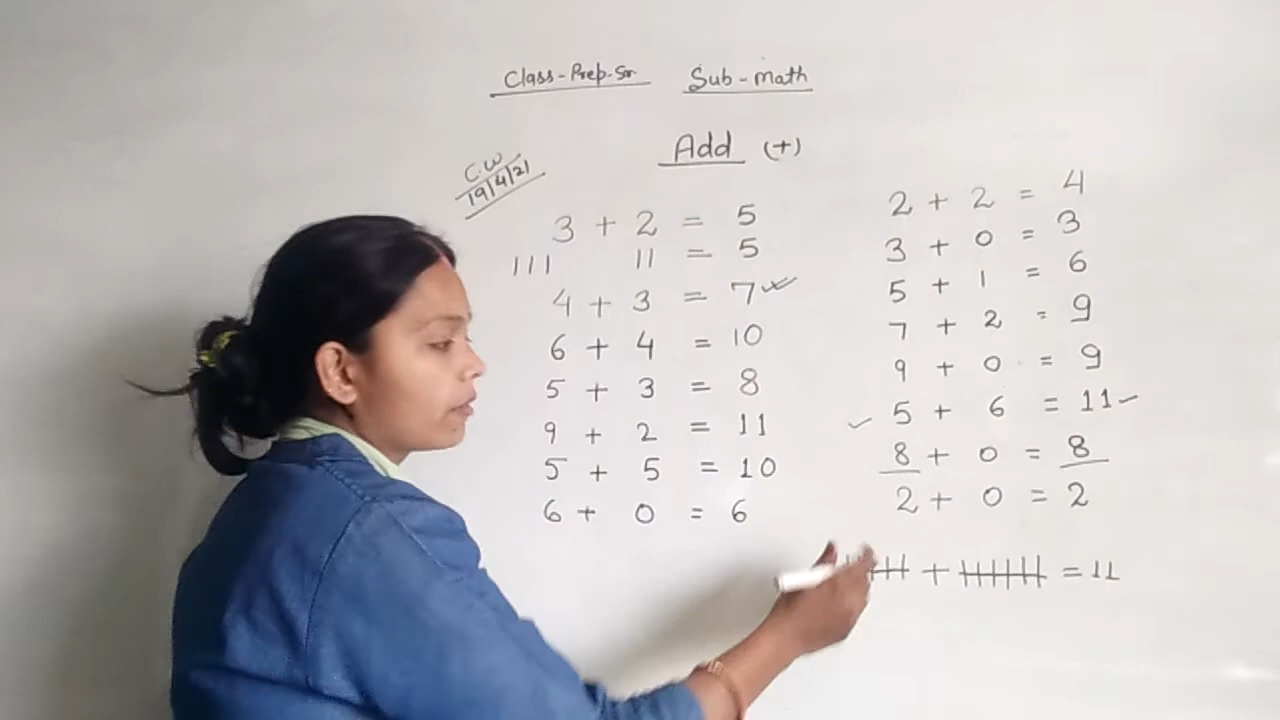 Class-Prep-Sr. Sub-math
Add (+)
C.W
19/4/21
3 + 2 = 5
111 11 = 5
4 + 3 = 7
6 + 4 = 10
5 + 3 = 8
9 + 2 = 11
5 + 5 = 10
6 + 0 = 6
2 + 2 = 4
3 + 0 = 3
5 + 1 = 6
7 + 2 = 9
9 + 0 = 9
5 + 6 = 11
8 + 0 = 8
2 + 0 = 2
+ = 11